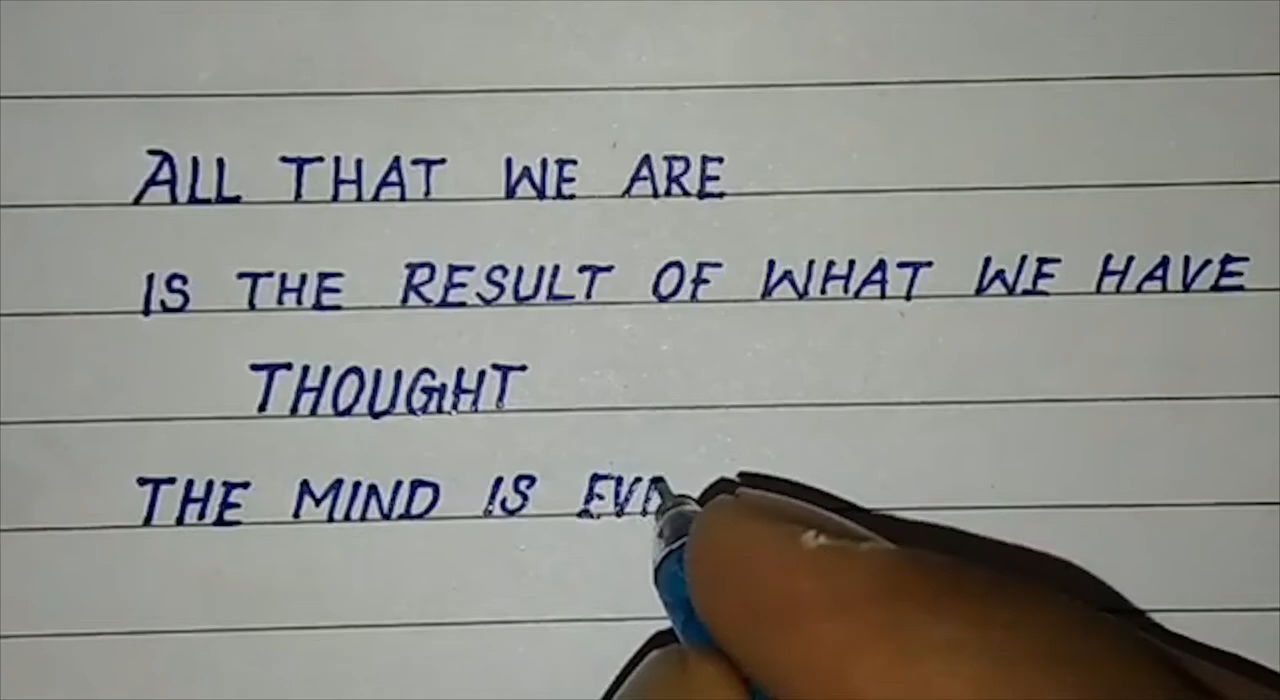 ALL THAT WE ARE
IS THE RESULT OF WHAT WE HAVE
THOUGHT
THE MIND IS